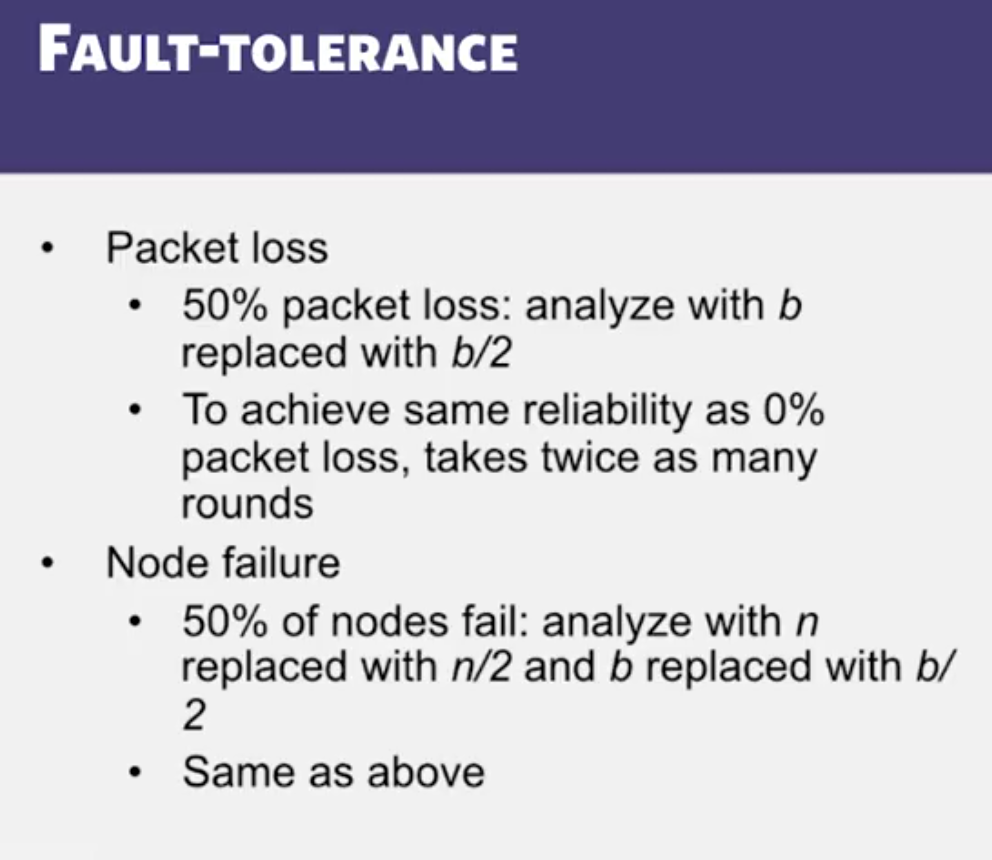 FAULT-TOLERANCE
• Packet loss
• 50% packet loss: analyze with b
replaced with b/2
• To achieve same reliability as 0%
packet loss, takes twice as many
rounds
• Node failure
• 50% of nodes fail: analyze with n
replaced with n/2 and b replaced with b/
2
• Same as above